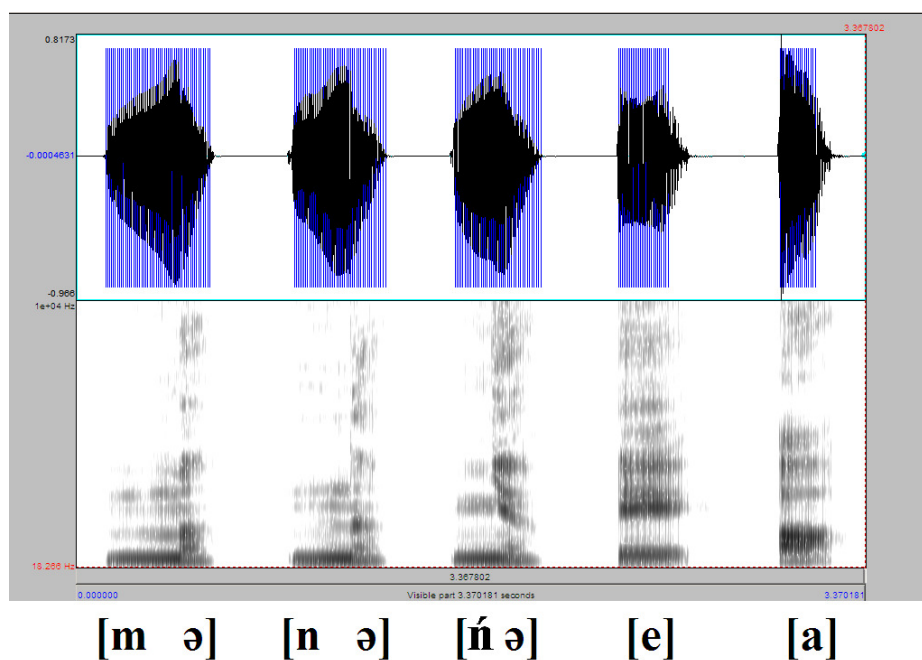 3.367802
0.8173
-0.0004631
-0.966
1e+04 Hz
18.266 Hz
3.367802
0.000000 Visible part 3.370181 seconds 3.370181
[m ə] [n ə] [ń ə] [e] [a]